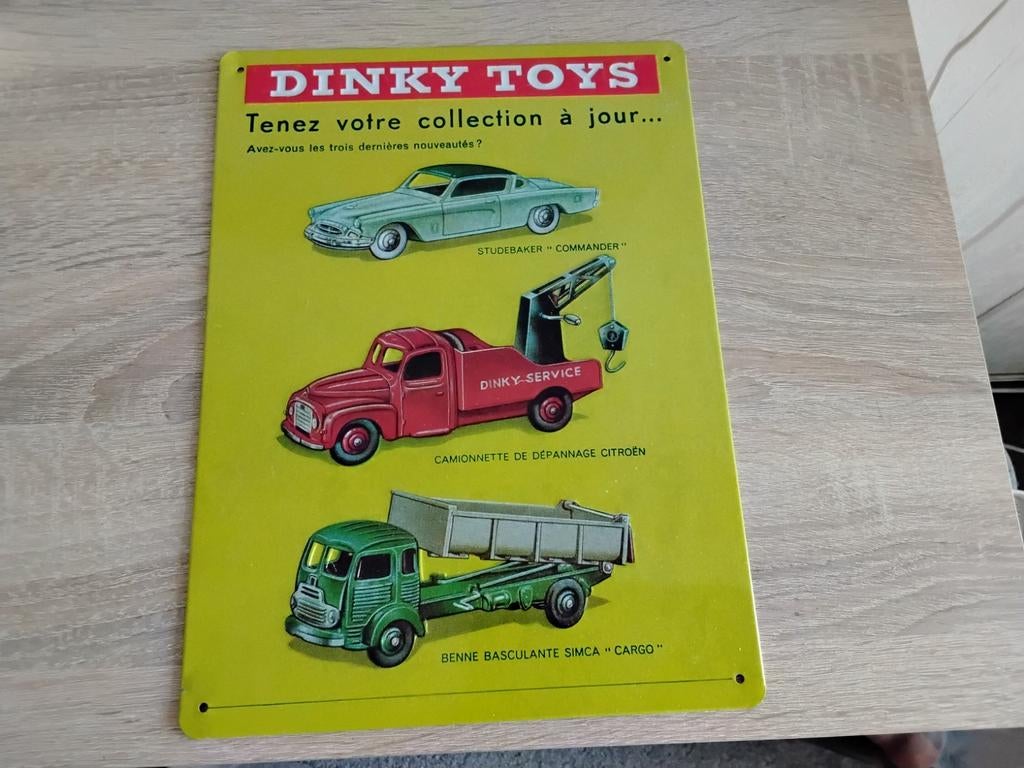 DINKY TOYS
Tenez votre collection à jour...
Avez-vous les trois dernières nouveautés ?
STUDEBAKER " COMMANDER "
DINKY-SERVICE
CAMIONNETTE DE DÉPANNAGE CITROËN
BENNE BASCULANTE SIMCA " CARGO "